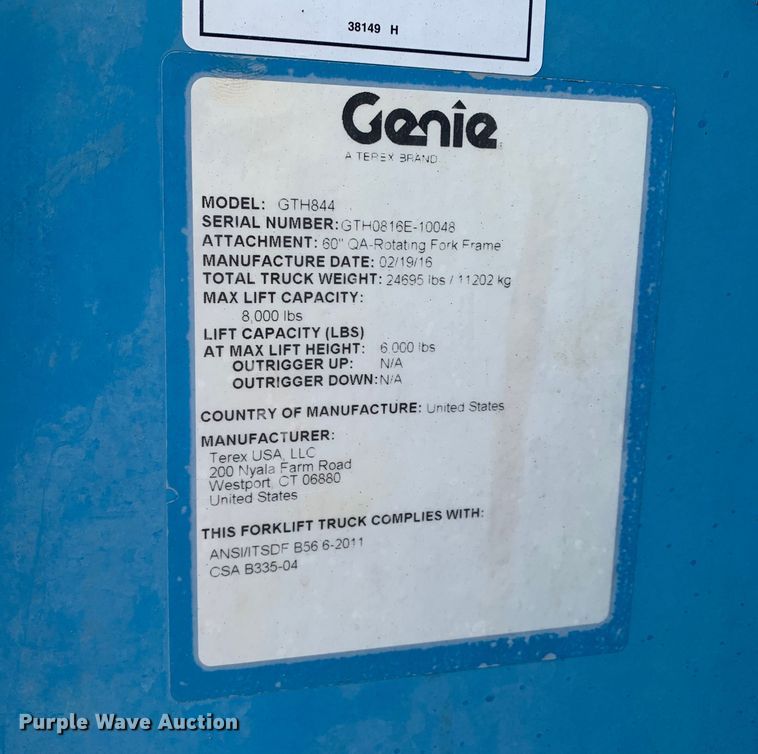 38149 H
Genie
A TEREX BRAND
MODEL: GTH844
SERIAL NUMBER: GTH0816E-10048
ATTACHMENT: 60" QA-Rotating Fork Frame
MANUFACTURE DATE: 02/19/16
TOTAL TRUCK WEIGHT: 24695 lbs / 11202 kg
MAX LIFT CAPACITY:
8,000 lbs
LIFT CAPACITY (LBS)
AT MAX LIFT HEIGHT: 6,000 lbs
OUTRIGGER UP: N/A
OUTRIGGER DOWN: N/A
COUNTRY OF MANUFACTURE: United States
MANUFACTURER:
Terex USA, LLC
200 Nyala Farm Road
Westport, CT 06880
United States
THIS FORKLIFT TRUCK COMPLIES WITH:
ANSI/ITSDF B56.6-2011
CSA B335-04
Purple Wave Auction